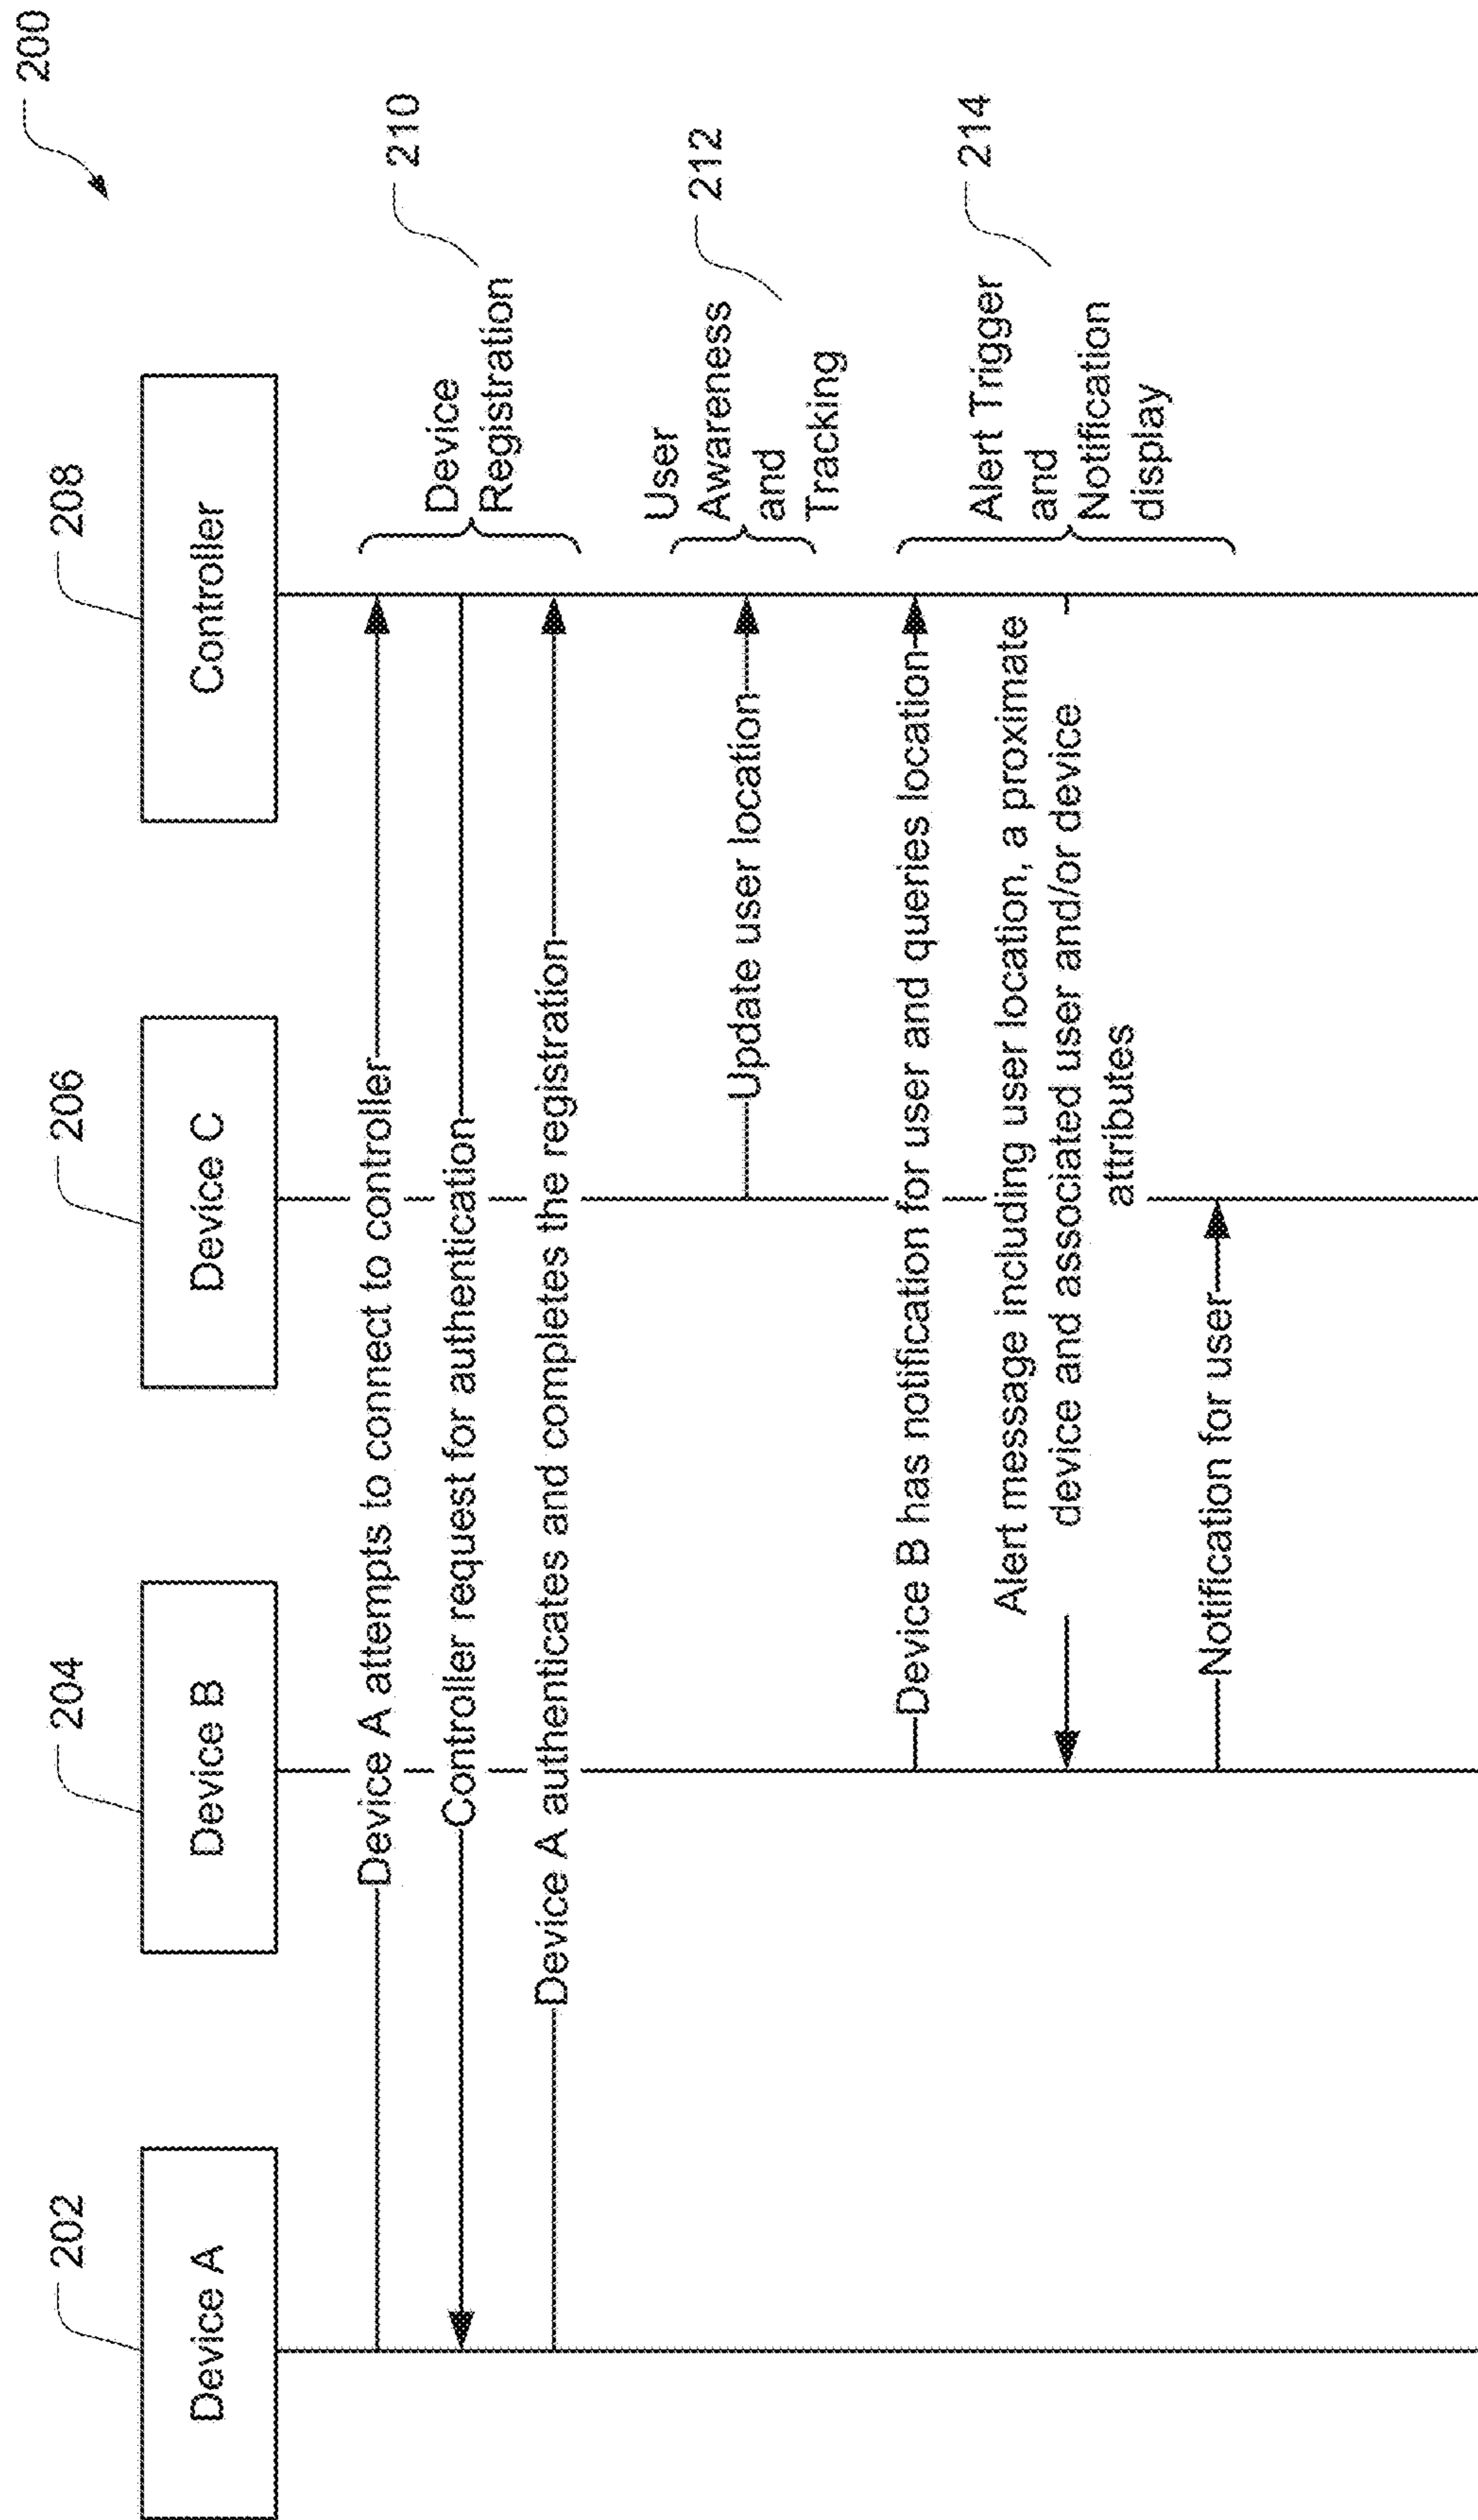 200
202
204
206
208
Device A
Device B
Device C
Controller
Device A attempts to connect to controller
Controller request for authentication
Device A authenticates and completes the registration
Device
Registration
210
Update user location
User
Awareness
and
Tracking
212
Device B has notification for user and queries location
Alert message including user location, a proximate
device and associated user and/or device
attributes
Notification for user
Alert Trigger
and
Notification
display
214